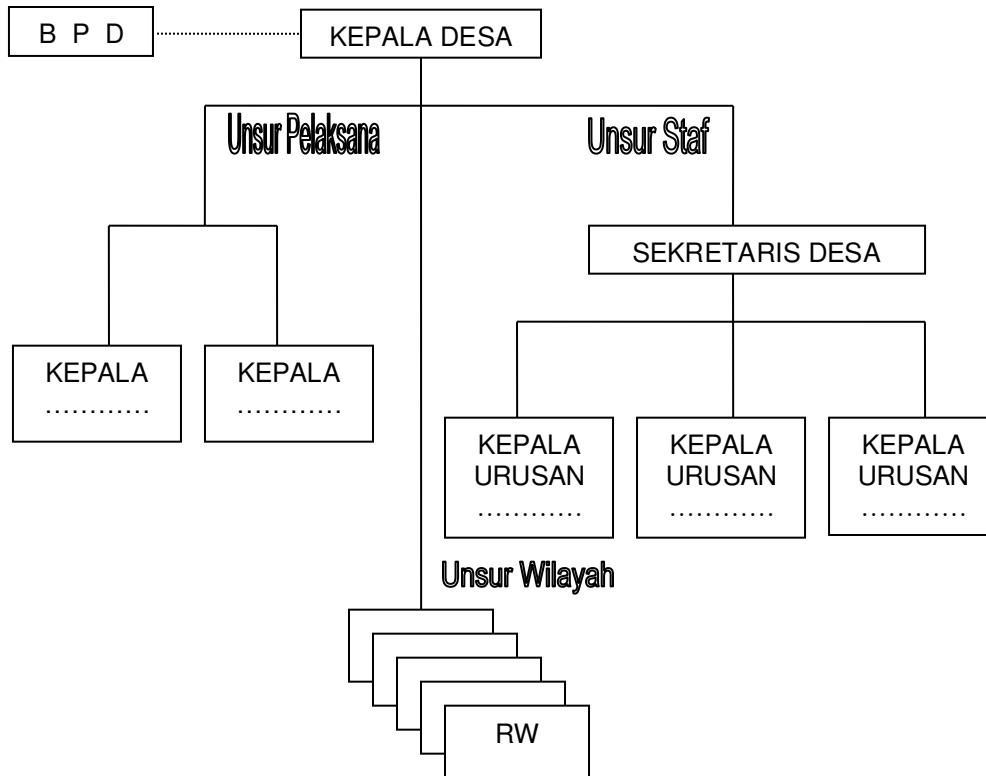 B P D
KEPALA DESA
Unsur Pelaksana
Unsur Staf
SEKRETARIS DESA
KEPALA
............
KEPALA
............
KEPALA
URUSAN
............
KEPALA
URUSAN
............
KEPALA
URUSAN
............
Unsur Wilayah
RW